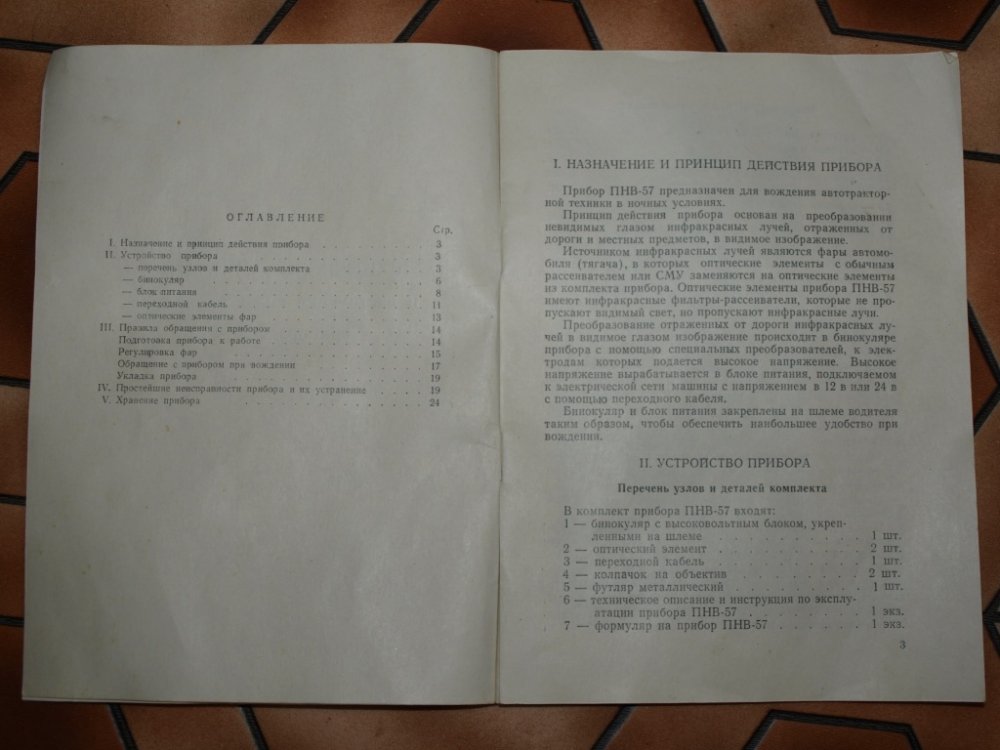 ОГЛАВЛЕНИЕ
Стр.
I. Назначение и принцип действия прибора . . . . . . . . 3
II. Устройство прибора . . . . . . . . 3
— перечень узлов и деталей комплекта . . . . . . . . 3
— бинокуляр . . . . . . . . 6
— блок питания . . . . . . . . 8
— переходной кабель . . . . . . . . 11
— оптические элементы фар . . . . . . . . 13
III. Правила обращения с прибором . . . . . . . . 14
Подготовка прибора к работе . . . . . . . . 14
Регулировка фар . . . . . . . . 15
Обращение с прибором при вождении . . . . . . . . 17
Укладка прибора . . . . . . . . 19
IV. Простейшие неисправности прибора и их устранение . . . . 19
V. Хранение прибора . . . . . . . . 24
I. НАЗНАЧЕНИЕ И ПРИНЦИП ДЕЙСТВИЯ ПРИБОРА
Прибор ПНВ-57 предназначен для вождения автотрактор-
ной техники в ночных условиях.
Принцип действия прибора основан на преобразовании
невидимых глазом инфракрасных лучей, отраженных от
дороги и местных предметов, в видимое изображение.
Источником инфракрасных лучей являются фары автомо-
биля (тягача), в которых оптические элементы с обычным
рассеивателем или СМУ заменяются на оптические элементы
из комплекта прибора. Оптические элементы прибора ПНВ-57
имеют инфракрасные фильтры-рассеиватели, которые не про-
пускают видимый свет, но пропускают инфракрасные лучи.
Преобразование отраженных от дороги инфракрасных лу-
чей в видимое глазом изображение происходит в бинокуляре
прибора с помощью специальных преобразователей, к элек-
тродам которых подается высокое напряжение. Высокое
напряжение вырабатывается в блоке питания, подключаемом
к электрической сети машины с напряжением в 12 в или 24 в
с помощью переходного кабеля.
Бинокуляр и блок питания закреплены на шлеме водителя
таким образом, чтобы обеспечить наибольшее удобство при
вождении.
II. УСТРОЙСТВО ПРИБОРА
Перечень узлов и деталей комплекта
В комплект прибора ПНВ-57 входят:
1 — бинокуляр с высоковольтным блоком, укреп-
ленными на шлеме . . . . . . . . 1 шт.
2 — оптический элемент . . . . . . . . 2 шт.
3 — переходной кабель . . . . . . . . 1 шт.
4 — колпачок на объектив . . . . . . . . 2 шт.
5 — футляр металлический . . . . . . . . 1 шт.
6 — техническое описание и инструкция по эксплу-
атации прибора ПНВ-57 . . . . . . . . 1 экз.
7 — формуляр на прибор ПНВ-57 . . . . . . 1 экз.
3